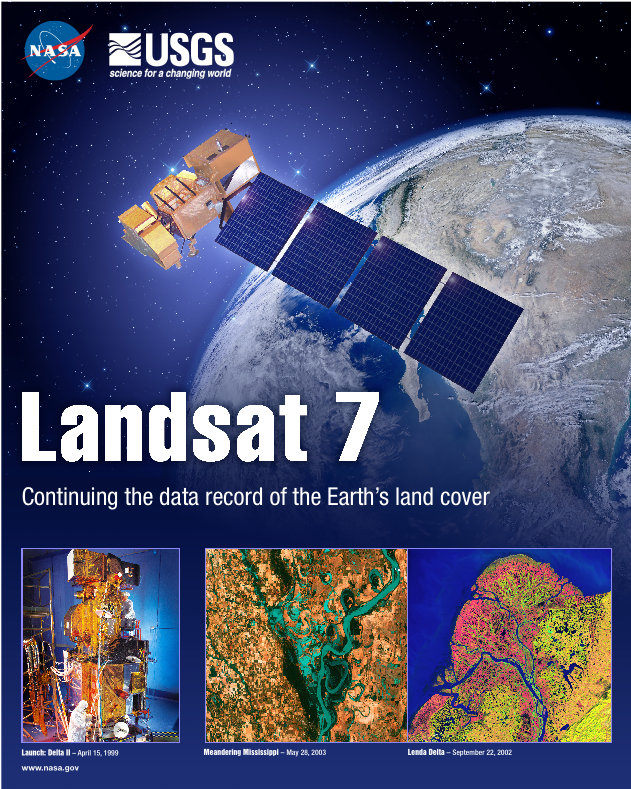 NASA
USGS
science for a changing world
Landsat 7
Continuing the data record of the Earth's land cover
Launch: Delta II – April 15, 1999
Meandering Mississippi – May 28, 2003
Lenda Delta – September 22, 2002
www.nasa.gov